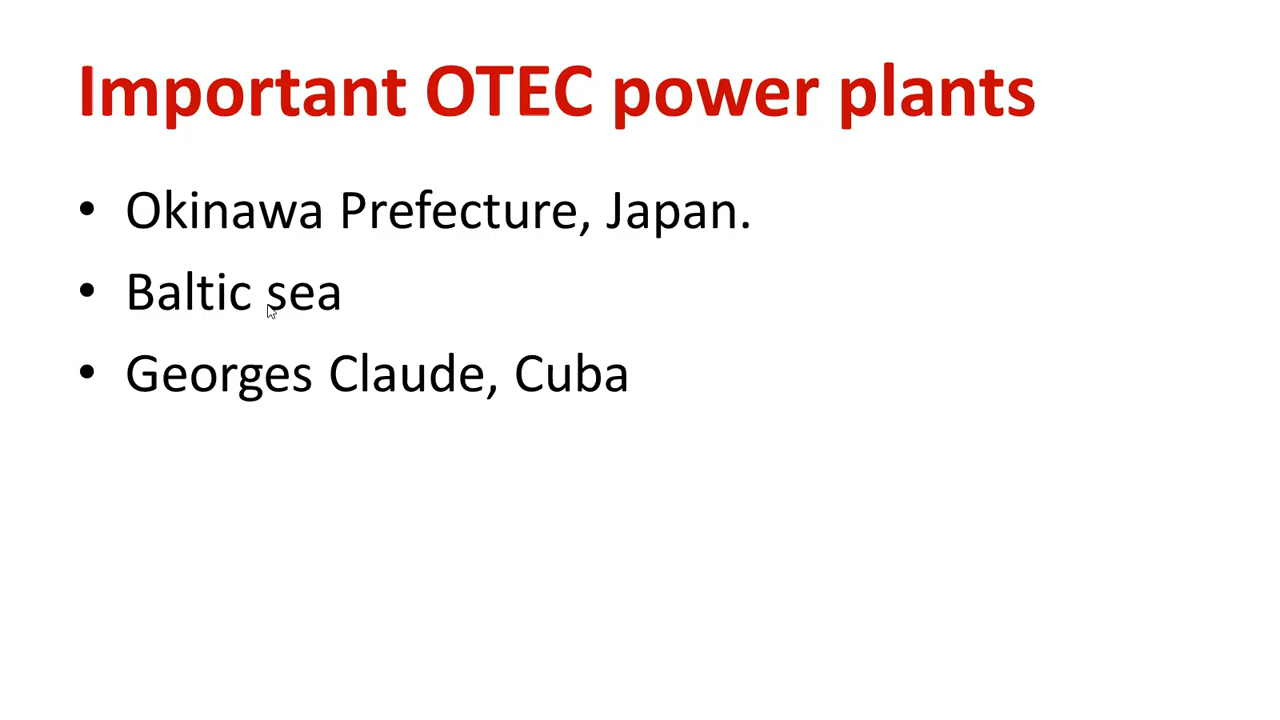 Important OTEC power plants
• Okinawa Prefecture, Japan.
• Baltic sea
• Georges Claude, Cuba